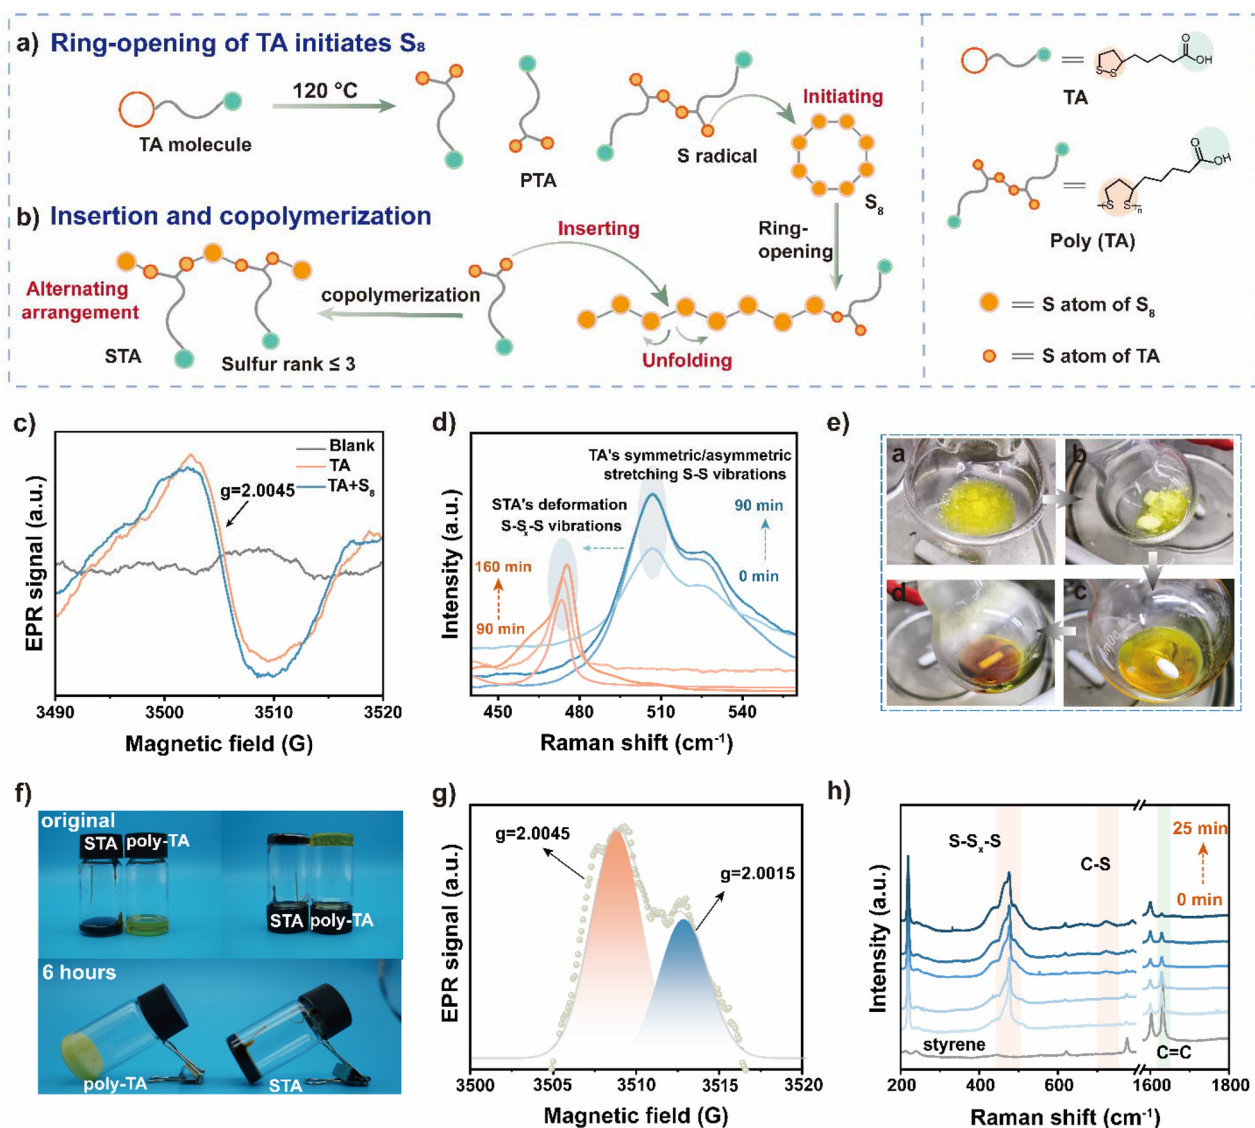 a) Ring-opening of TA initiates S₈
120 °C
TA molecule
PTA
S radical
Initiating
S₈
Ring-
opening
b) Insertion and copolymerization
Alternating
arrangement
STA
Sulfur rank ≤ 3
copolymerization
Inserting
Unfolding
O
OH
S-S
TA
O
OH
S S n
Poly (TA)
S atom of S₈
S atom of TA
c)
EPR signal (a.u.)
Blank
TA
TA+S₈
g=2.0045
3490 3500 3510 3520
Magnetic field (G)
d)
Intensity (a.u.)
TA's symmetric/asymmetric
stretching S-S vibrations
STA's deformation
S-Sₓ-S vibrations
160 min
90 min
90 min
0 min
450 480 510 540
Raman shift (cm⁻¹)
e)
a
b
d
c
f)
original
STA poly-TA
STA poly-TA
6 hours
poly-TA
STA
g)
EPR signal (a.u.)
g=2.0045
g=2.0015
3500 3505 3510 3515 3520
Magnetic field (G)
h)
Intensity (a.u.)
S-Sₓ-S
C-S
25 min
0 min
styrene
C=C
200 400 600 1600 1800
Raman shift (cm⁻¹)